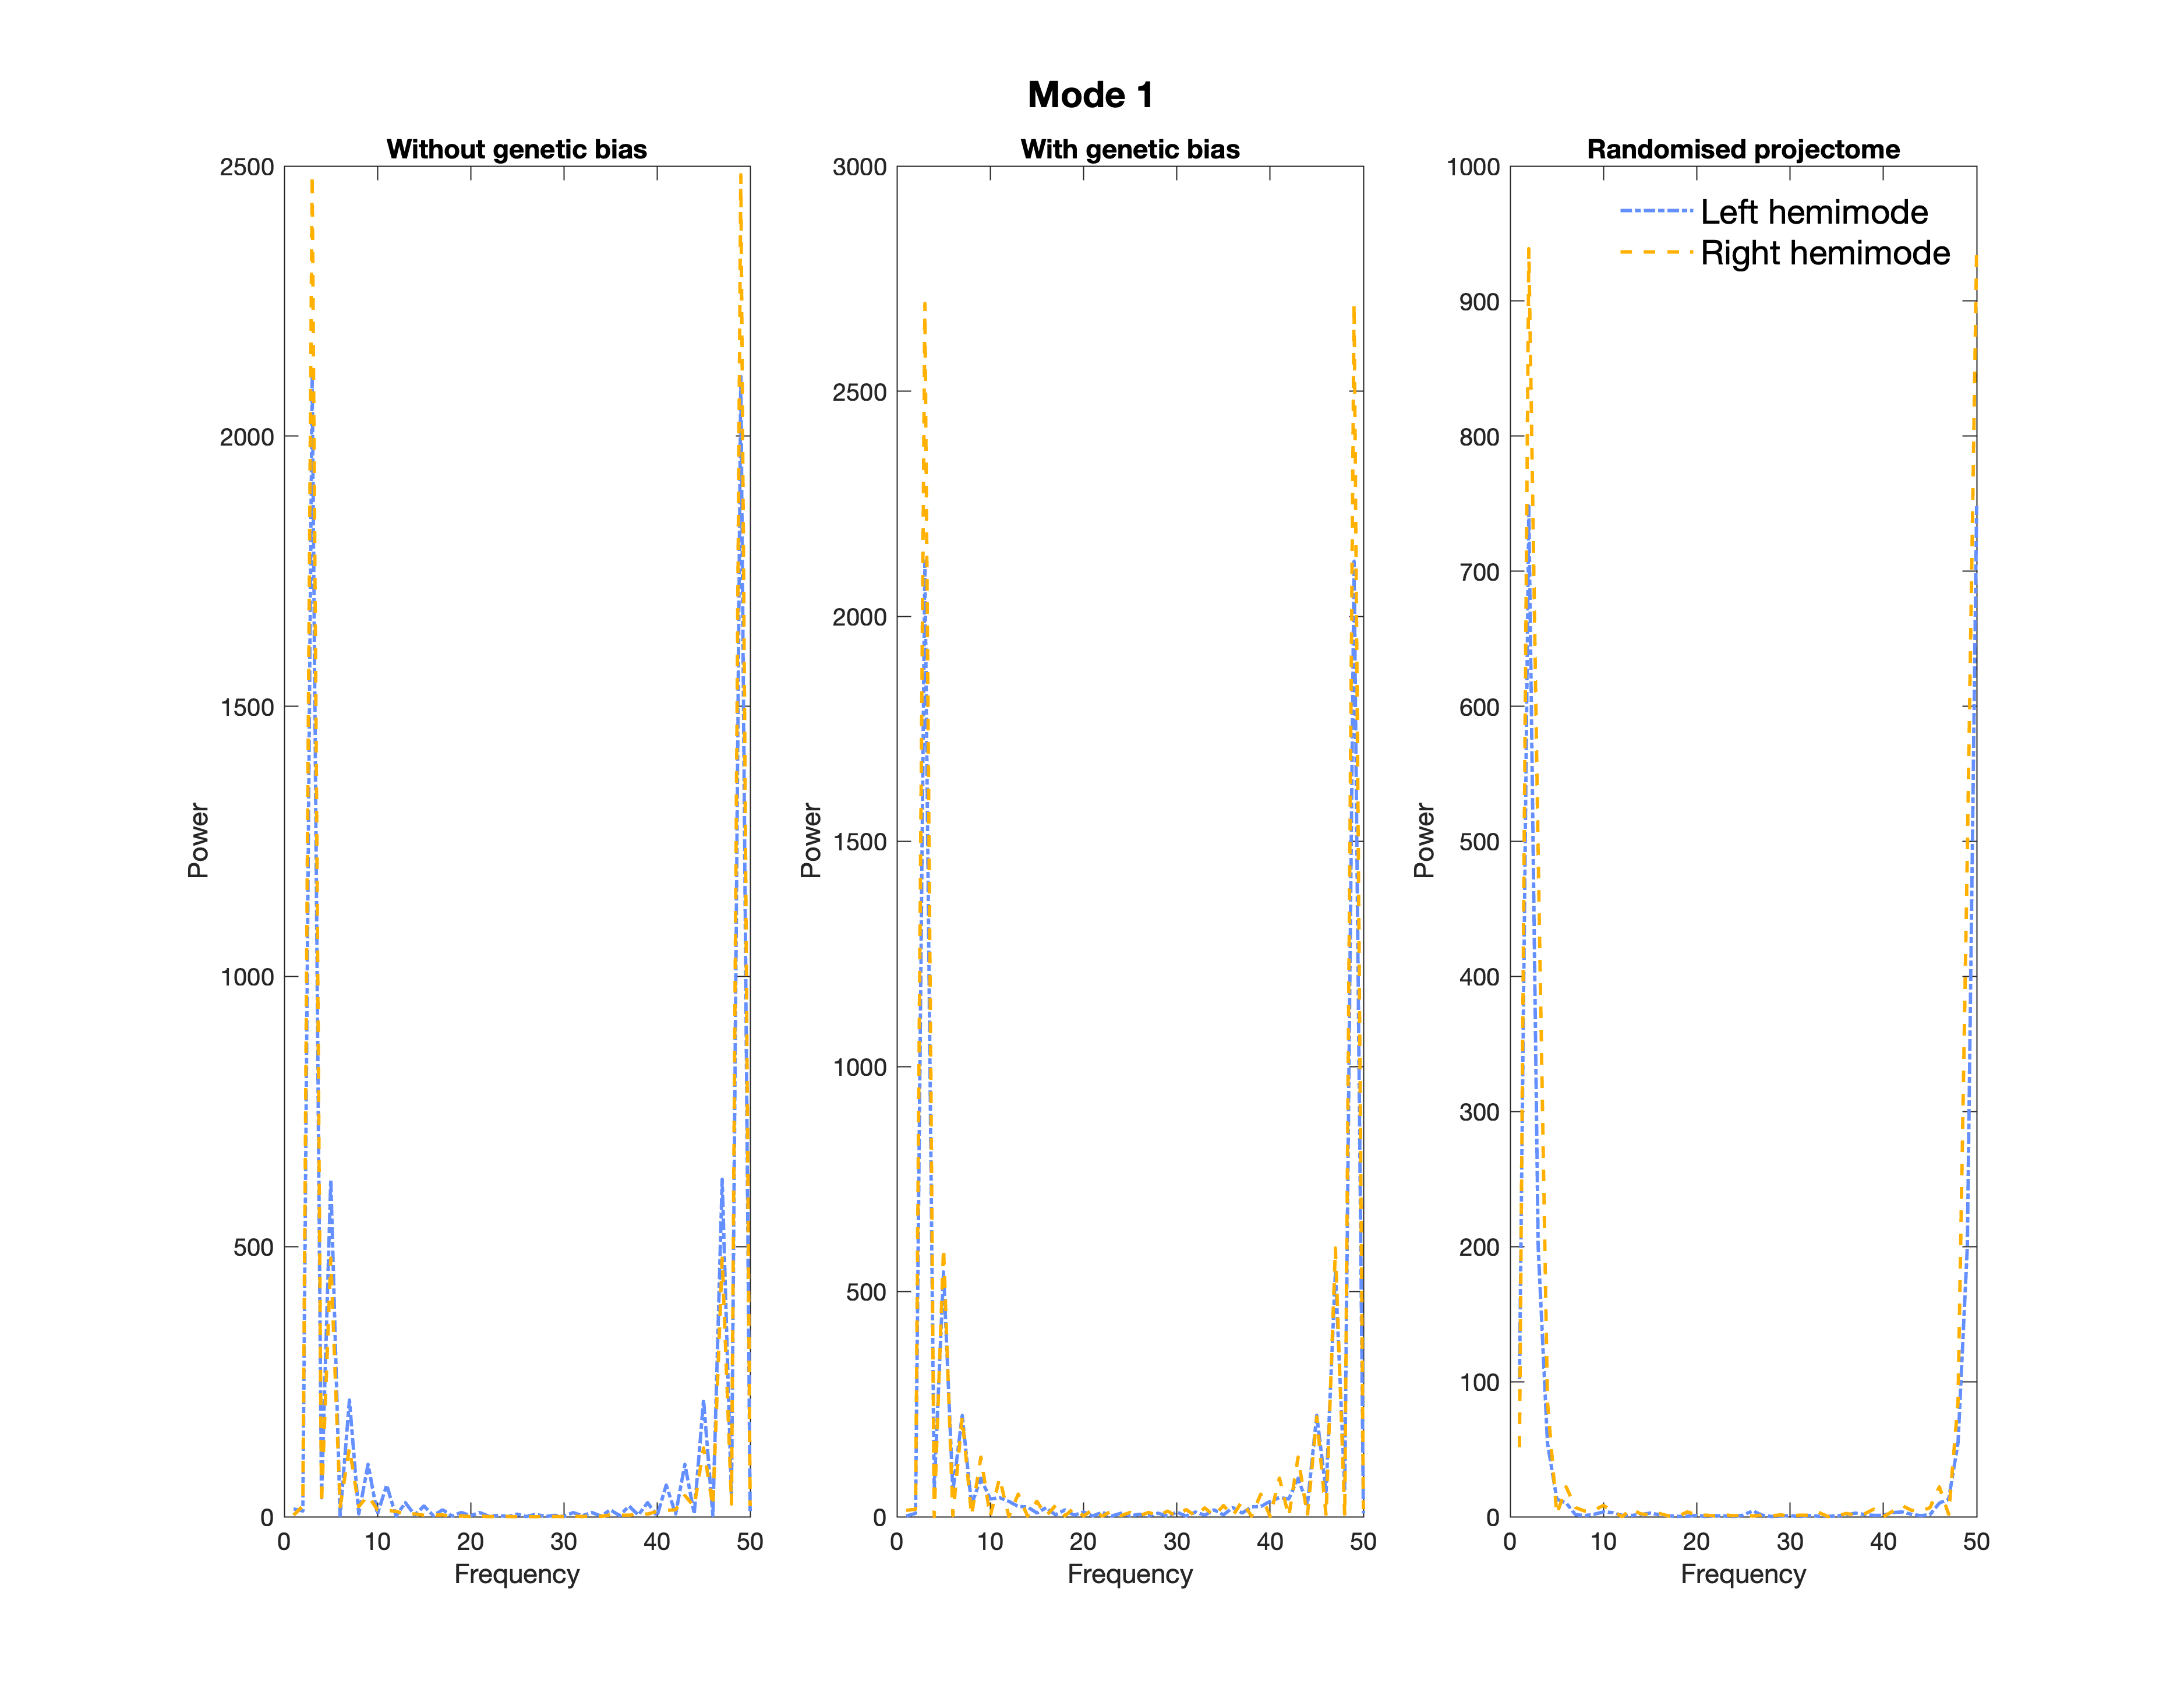 Mode 1
Without genetic bias
2500
2000
1500
1000
500
0
0 10 20 30 40 50
Power
Frequency
With genetic bias
3000
2500
2000
1500
1000
500
0
0 10 20 30 40 50
Power
Frequency
Randomised projectome
1000
900
800
700
600
500
400
300
200
100
0
0 10 20 30 40 50
Power
Frequency
Left hemimode
Right hemimode